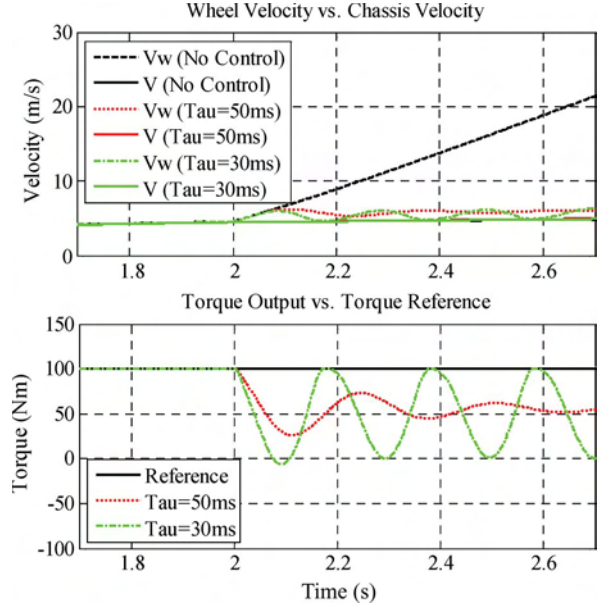 Wheel Velocity vs. Chassis Velocity
30
20
10
0
Velocity (m/s)
Vw (No Control)
V (No Control)
Vw (Tau=50ms)
V (Tau=50ms)
Vw (Tau=30ms)
V (Tau=30ms)
1.8
2
2.2
2.4
2.6
Torque Output vs. Torque Reference
150
100
50
0
-50
-100
Torque (Nm)
Reference
Tau=50ms
Tau=30ms
1.8
2
2.2
2.4
2.6
Time (s)